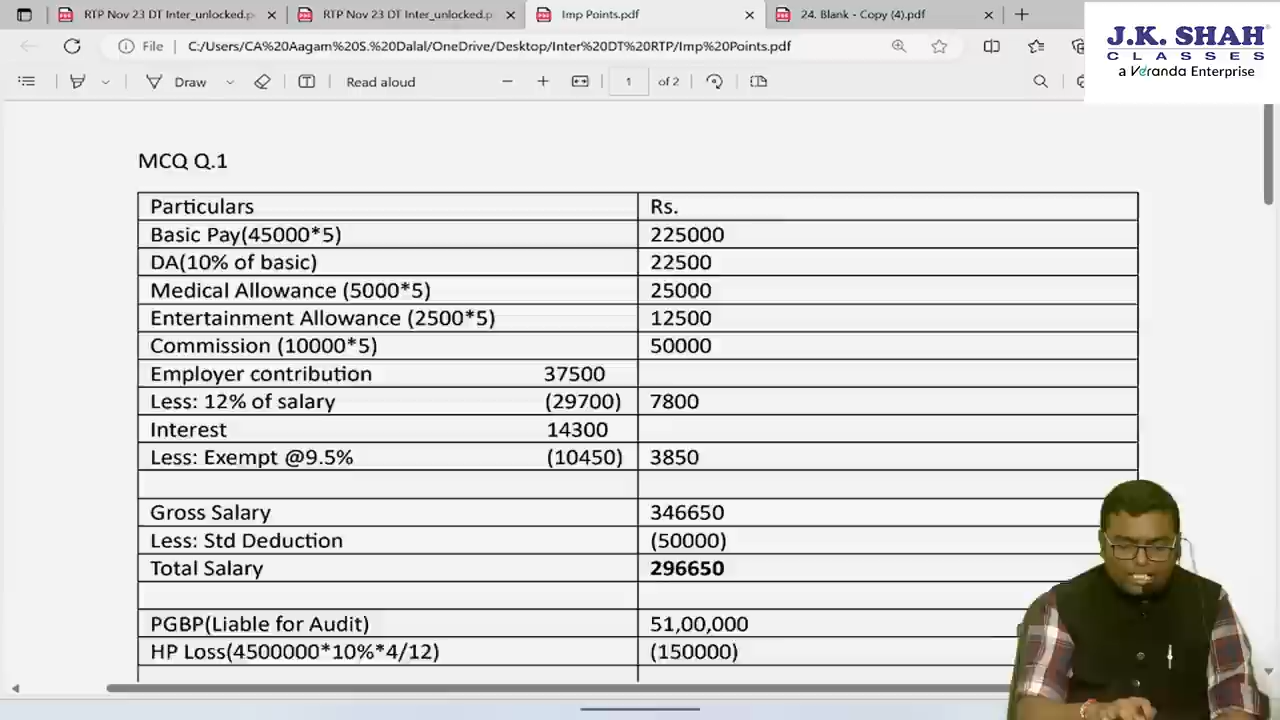 RTP Nov 23 DT Inter_unlocked.p
RTP Nov 23 DT Inter_unlocked.p
Imp Points.pdf
24. Blank - Copy (4).pdf
File
C:/Users/CA%20Aagam%20S.%20Dalal/OneDrive/Desktop/Inter%20DT%20RTP/Imp%20Points.pdf
J.K. SHAH
CLASSES
a Veranda Enterprise
Draw
Read aloud
1 of 2
MCQ Q.1
Particulars Rs.
Basic Pay(45000*5) 225000
DA(10% of basic) 22500
Medical Allowance (5000*5) 25000
Entertainment Allowance (2500*5) 12500
Commission (10000*5) 50000
Employer contribution 37500
Less: 12% of salary (29700) 7800
Interest 14300
Less: Exempt @9.5% (10450) 3850
Gross Salary 346650
Less: Std Deduction (50000)
Total Salary 296650
PGBP(Liable for Audit) 51,00,000
HP Loss(4500000*10%*4/12) (150000)